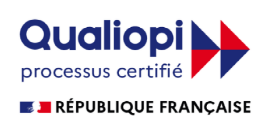 Qualiopi
processus certifié
RÉPUBLIQUE FRANÇAISE